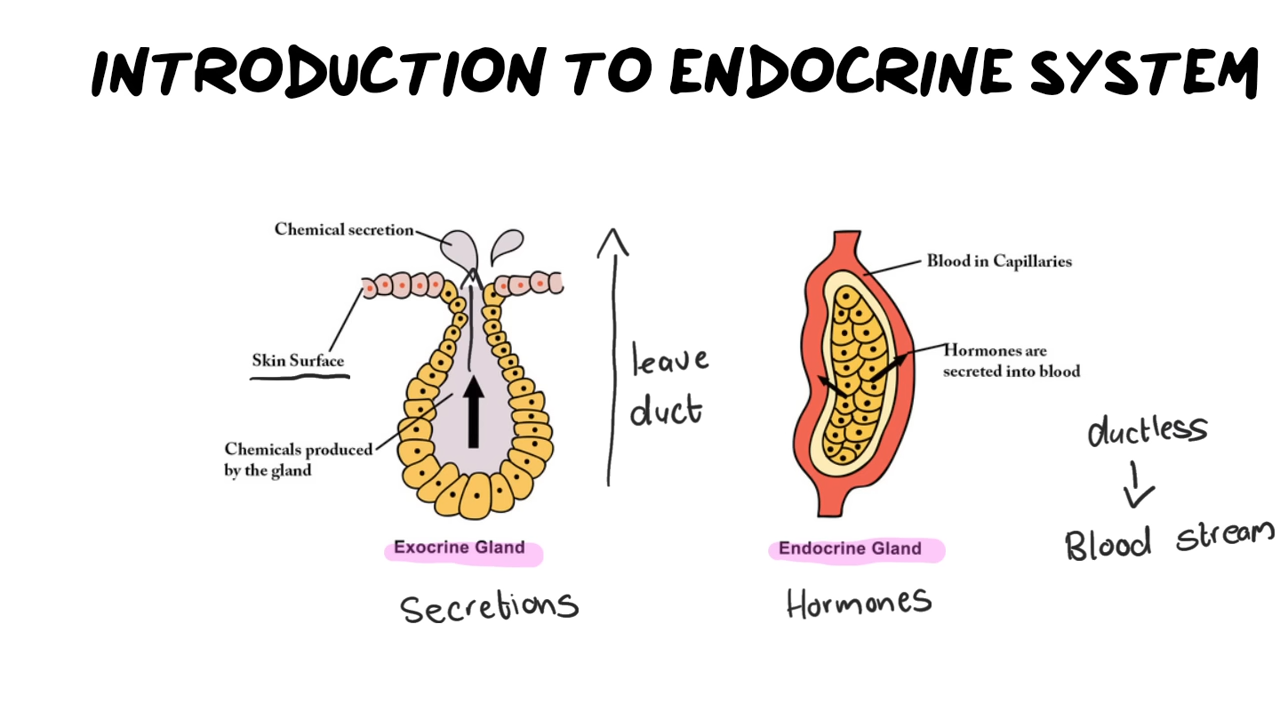 INTRODUCTION TO ENDOCRINE SYSTEM
Chemical secretion
Skin Surface
Chemicals produced
by the gland
Exocrine Gland
Secretions
leave
duct
Blood in Capillaries
Hormones are
secreted into blood
Endocrine Gland
Hormones
ductless
Blood stream